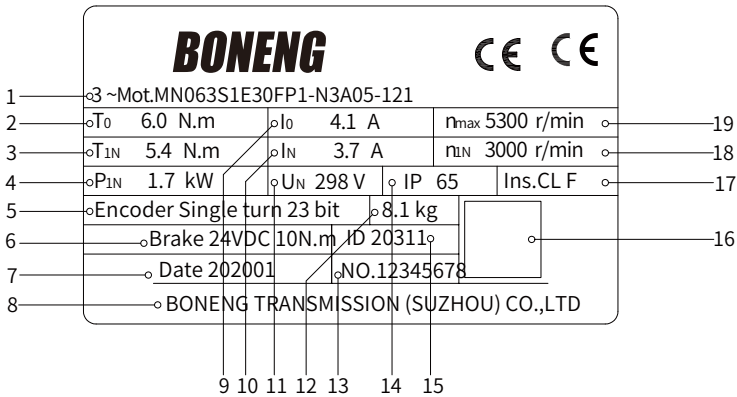 BONENG CE CE
1 3 ~Mot.MN063S1E30FP1-N3A05-121
2 T0 6.0 N.m I0 4.1 A nmax 5300 r/min 19
3 T1N 5.4 N.m IN 3.7 A n1N 3000 r/min 18
4 P1N 1.7 kW UN 298 V IP 65 Ins.CL F 17
5 Encoder Single turn 23 bit 8.1 kg
6 Brake 24VDC 10N.m ID 20311 16
7 Date 202001 NO.12345678
8 BONENG TRANSMISSION (SUZHOU) CO.,LTD
9 10 11 12 13 14 15